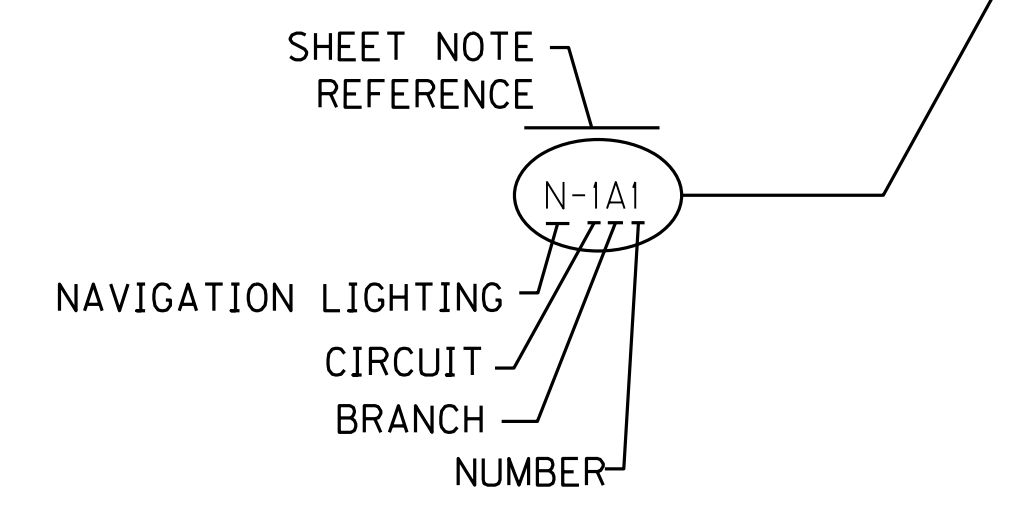 SHEET NOTE
REFERENCE
N-1A1
NAVIGATION LIGHTING
CIRCUIT
BRANCH
NUMBER